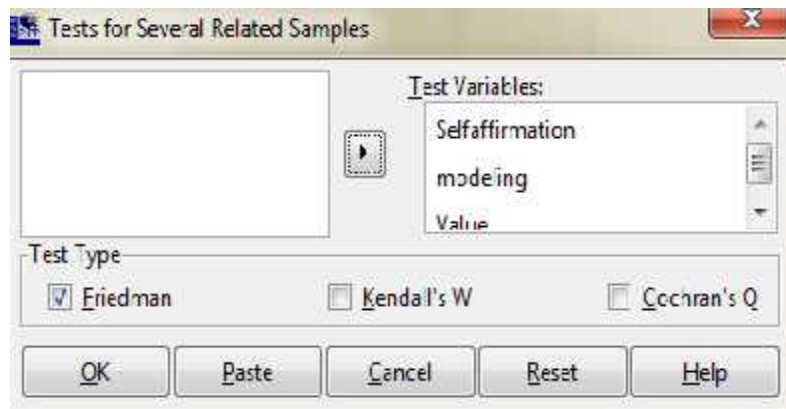 Tests for Several Related Samples
Test Variables:
Selfaffirmation
modeling
Value
Test Type
Friedman
Kendall's W
Cochran's Q
OK
Paste
Cancel
Reset
Help